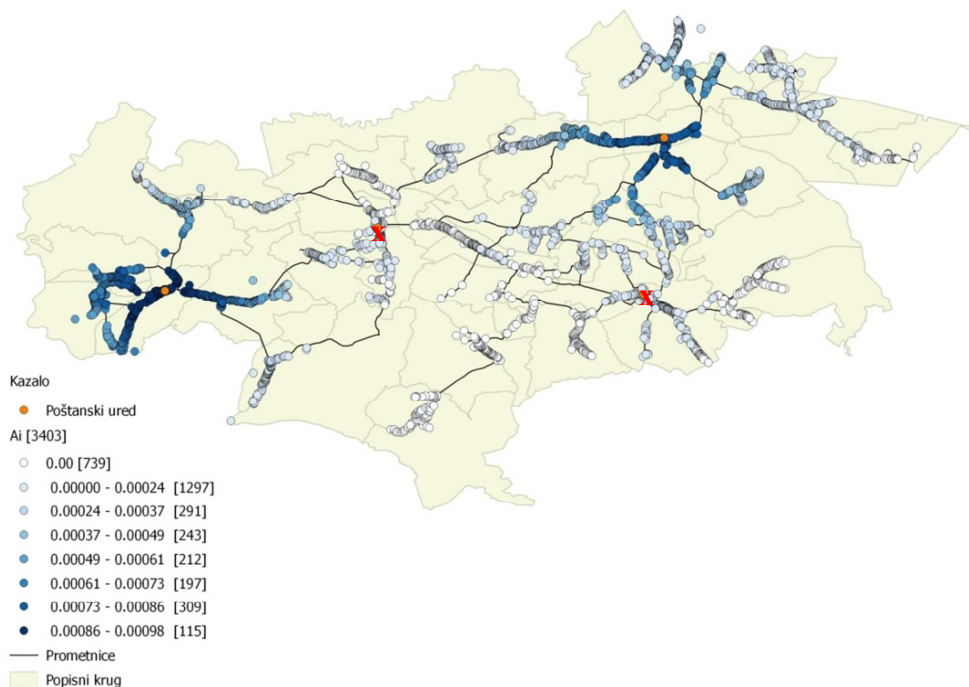 X
X
Kazalo
Poštanski ured
Ai [3403]
0.00 [739]
0.00000 - 0.00024 [1297]
0.00024 - 0.00037 [291]
0.00037 - 0.00049 [243]
0.00049 - 0.00061 [212]
0.00061 - 0.00073 [197]
0.00073 - 0.00086 [309]
0.00086 - 0.00098 [115]
Prometnice
Popisni krug